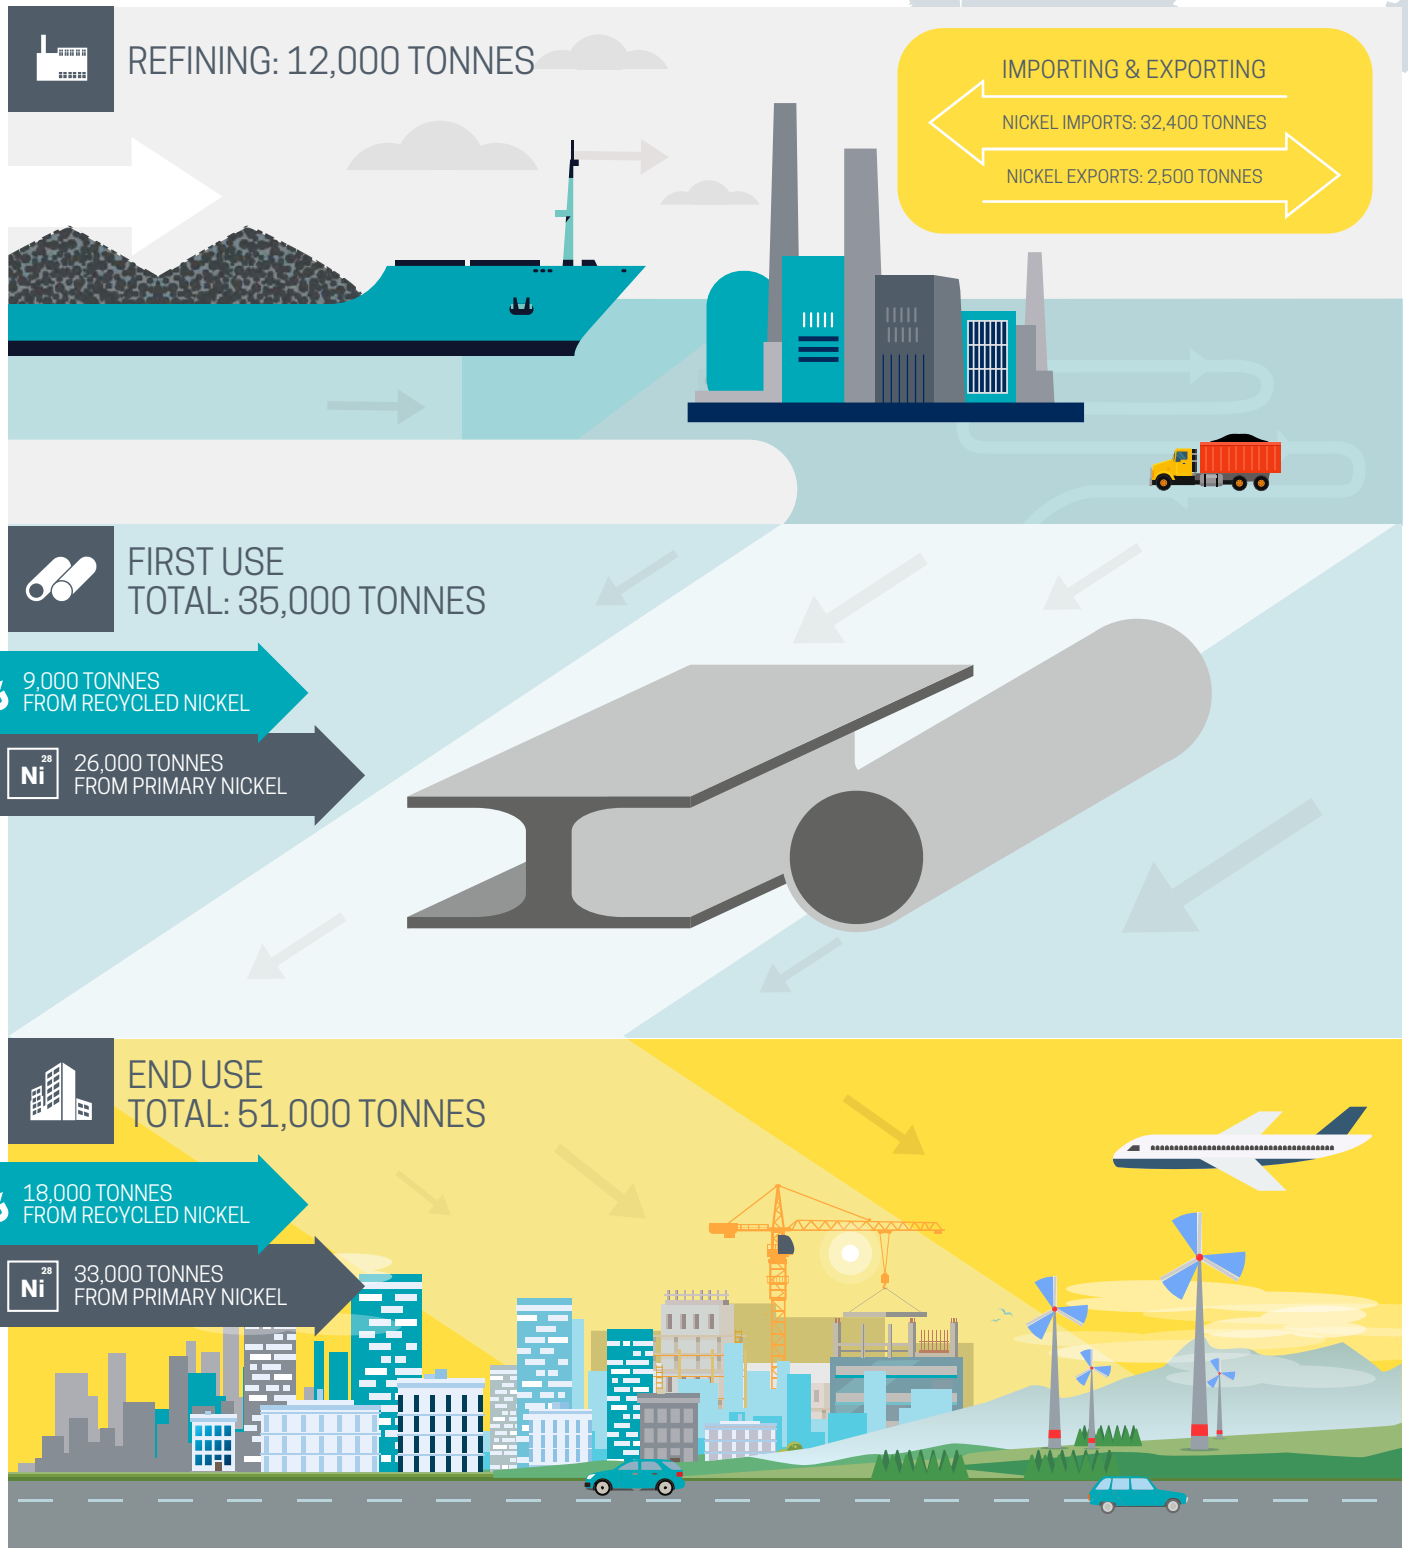 REFINING: 12,000 TONNES
IMPORTING & EXPORTING
NICKEL IMPORTS: 32,400 TONNES
NICKEL EXPORTS: 2,500 TONNES
FIRST USE
TOTAL: 35,000 TONNES
9,000 TONNES
FROM RECYCLED NICKEL
28
Ni
26,000 TONNES
FROM PRIMARY NICKEL
END USE
TOTAL: 51,000 TONNES
18,000 TONNES
FROM RECYCLED NICKEL
28
Ni
33,000 TONNES
FROM PRIMARY NICKEL